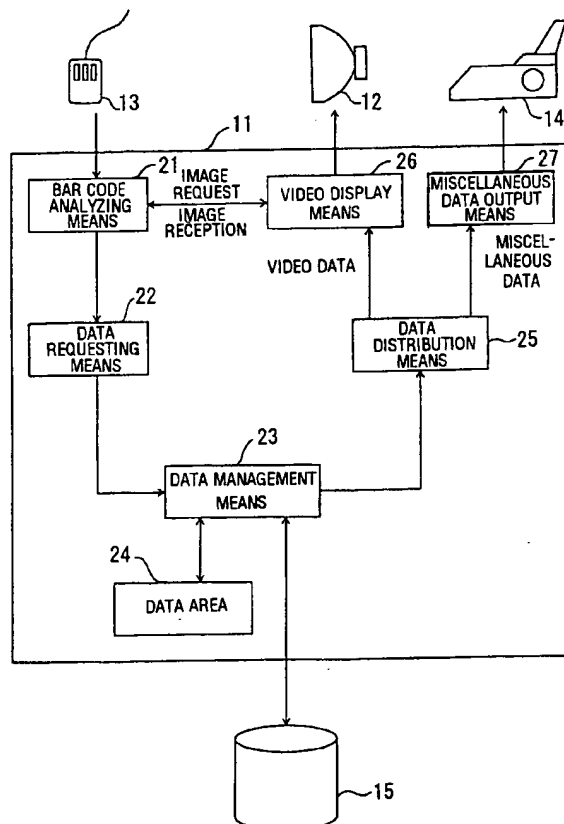 13
12
14
11
21
BAR CODE
ANALYZING
MEANS
IMAGE
REQUEST
IMAGE
RECEPTION
26
VIDEO DISPLAY
MEANS
27
MISCELLANEOUS
DATA OUTPUT
MEANS
VIDEO DATA
MISCEL-
LANEOUS
DATA
22
DATA
REQUESTING
MEANS
DATA
DISTRIBUTION
MEANS
25
23
DATA MANAGEMENT
MEANS
24
DATA AREA
15